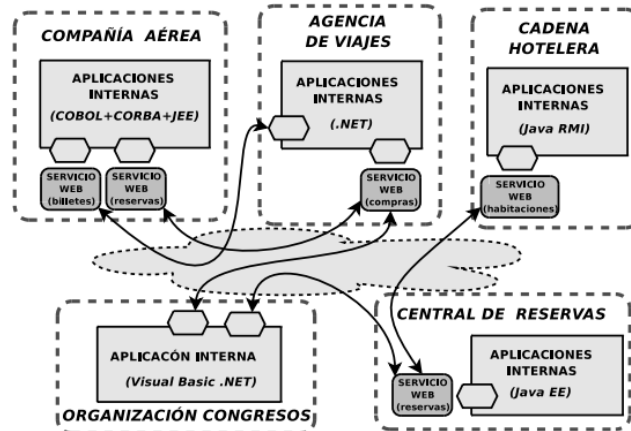 COMPAÑÍA AÉREA
APLICACIONES
INTERNAS
(COBOL+CORBA+JEE)
SERVICIO
WEB
(billetes)
SERVICIO
WEB
(reservas)
AGENCIA
DE VIAJES
APLICACIONES
INTERNAS
(.NET)
SERVICIO
WEB
(compras)
CADENA
HOTELERA
APLICACIONES
INTERNAS
(Java RMI)
SERVICIO
WEB
(habitaciones)
APLICACÓN INTERNA
(Visual Basic .NET)
ORGANIZACIÓN CONGRESOS
CENTRAL DE RESERVAS
SERVICIO
WEB
(reservas)
APLICACIONES
INTERNAS
(Java EE)